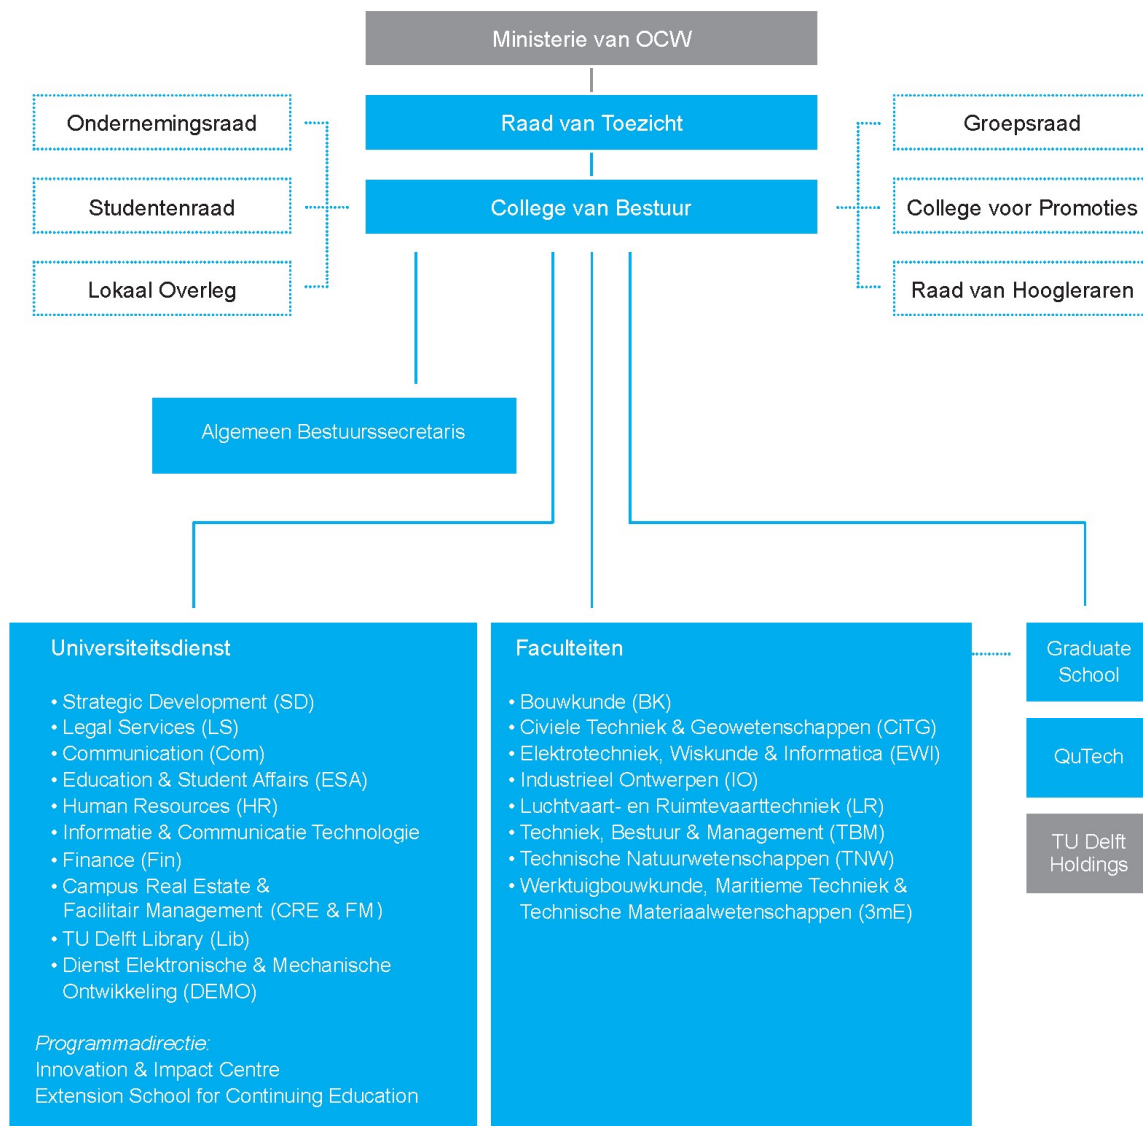 Ministerie van OCW
Ondernemingsraad
Raad van Toezicht
Groepsraad
Studentenraad
College van Bestuur
College voor Promoties
Lokaal Overleg
Raad van Hoogleraren
Algemeen Bestuurssecretaris
Universiteitsdienst
• Strategic Development (SD)
• Legal Services (LS)
• Communication (Com)
• Education & Student Affairs (ESA)
• Human Resources (HR)
• Informatie & Communicatie Technologie
• Finance (Fin)
• Campus Real Estate &
Facilitair Management (CRE & FM)
• TU Delft Library (Lib)
• Dienst Elektronische & Mechanische
Ontwikkeling (DEMO)
Programmadirectie:
Innovation & Impact Centre
Extension School for Continuing Education
Faculteiten
• Bouwkunde (BK)
• Civiele Techniek & Geowetenschappen (CiTG)
• Elektrotechniek, Wiskunde & Informatica (EWI)
• Industrieel Ontwerpen (IO)
• Luchtvaart- en Ruimtevaarttechniek (LR)
• Techniek, Bestuur & Management (TBM)
• Technische Natuurwetenschappen (TNW)
• Werktuigbouwkunde, Maritieme Techniek &
Technische Materiaalwetenschappen (3mE)
Graduate
School
QuTech
TU Delft
Holdings